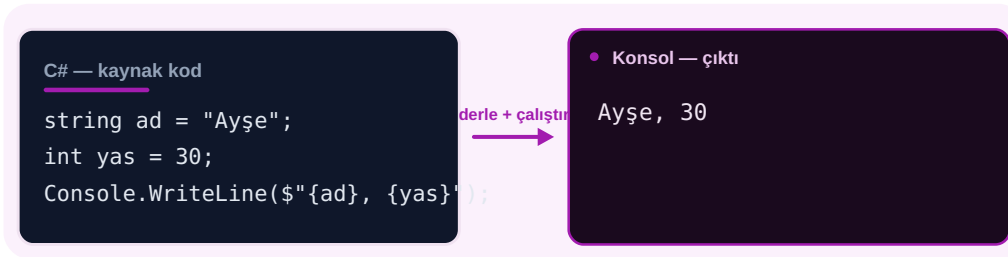 C# — kaynak kod
string ad = "Ayşe";
int yas = 30;
Console.WriteLine($"{ad}, {yas}");
derle + çalıştır
Konsol — çıktı
Ayşe, 30